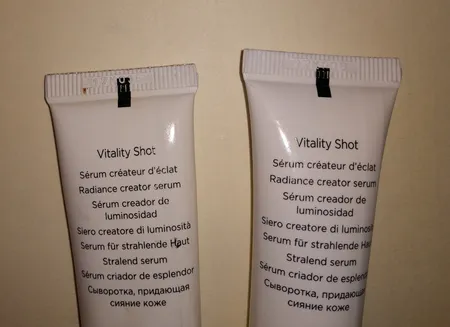 Vitality Shot
Sérum créateur d'éclat
Radiance creator serum
Sérum creador de
luminosidad
Siero creatore di luminosità
Serum für strahlende Haut
Stralend serum
Sérum criador de esplendor
Сыворотка, придающая
сияние коже
Vitality Shot
Sérum créateur d'éclat
Radiance creator serum
Sérum creador de
luminosidad
Siero creatore di luminosità
Serum für strahlende Haut
Stralend serum
Sérum criador de esplendor
Сыворотка, придающая
сияние коже